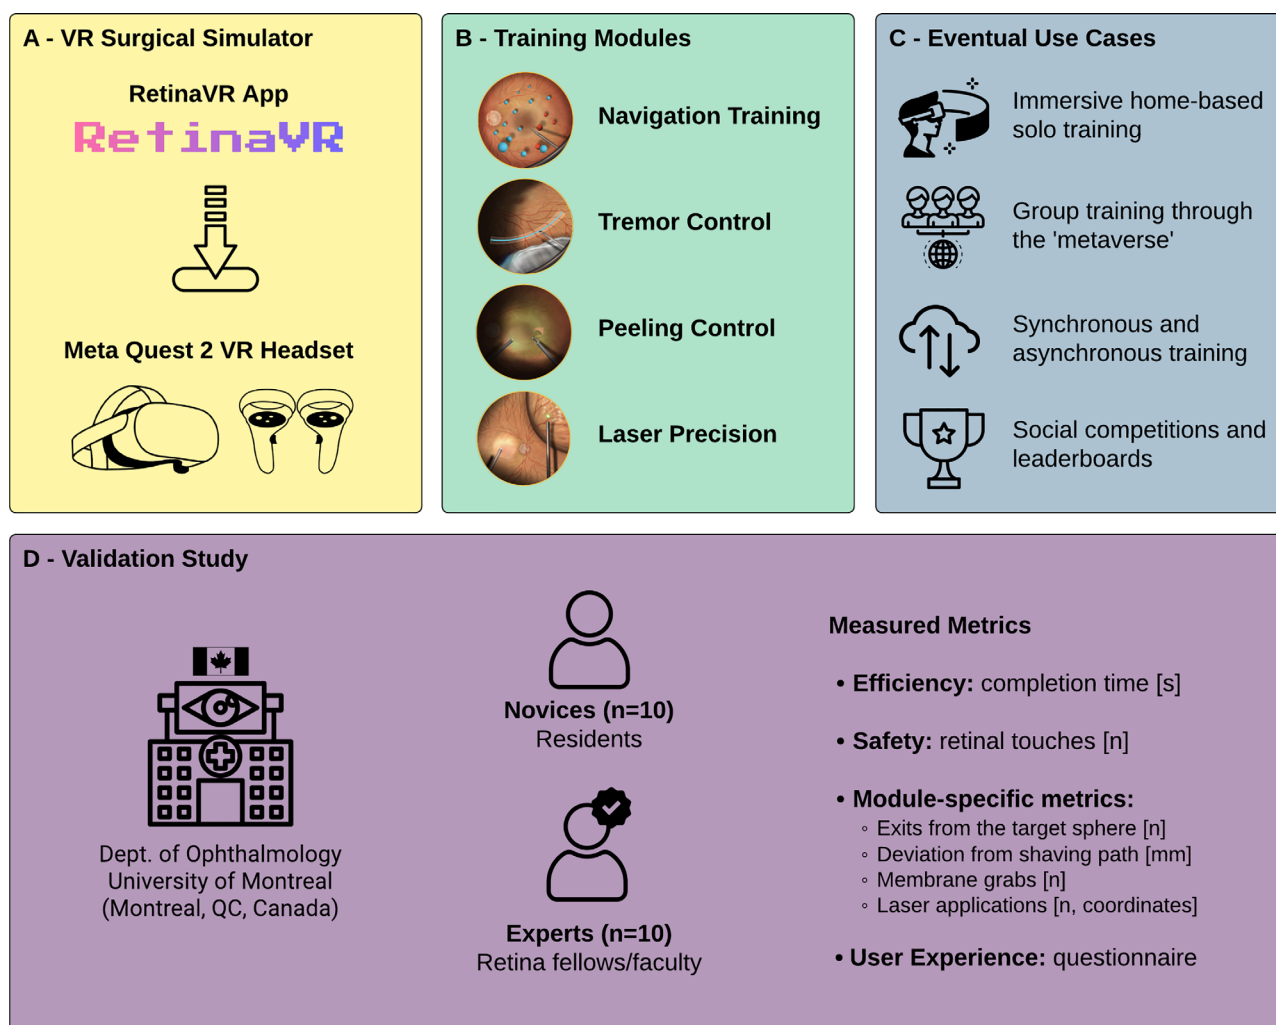 A - VR Surgical Simulator
RetinaVR App
RetinaVR
Meta Quest 2 VR Headset
B - Training Modules
Navigation Training
Tremor Control
Peeling Control
Laser Precision
C - Eventual Use Cases
Immersive home-based
solo training
Group training through
the 'metaverse'
Synchronous and
asynchronous training
Social competitions and
leaderboards
D - Validation Study
Dept. of Ophthalmology
University of Montreal
(Montreal, QC, Canada)
Novices (n=10)
Residents
Experts (n=10)
Retina fellows/faculty
Measured Metrics
• Efficiency: completion time [s]
• Safety: retinal touches [n]
• Module-specific metrics:
◦ Exits from the target sphere [n]
◦ Deviation from shaving path [mm]
◦ Membrane grabs [n]
◦ Laser applications [n, coordinates]
• User Experience: questionnaire